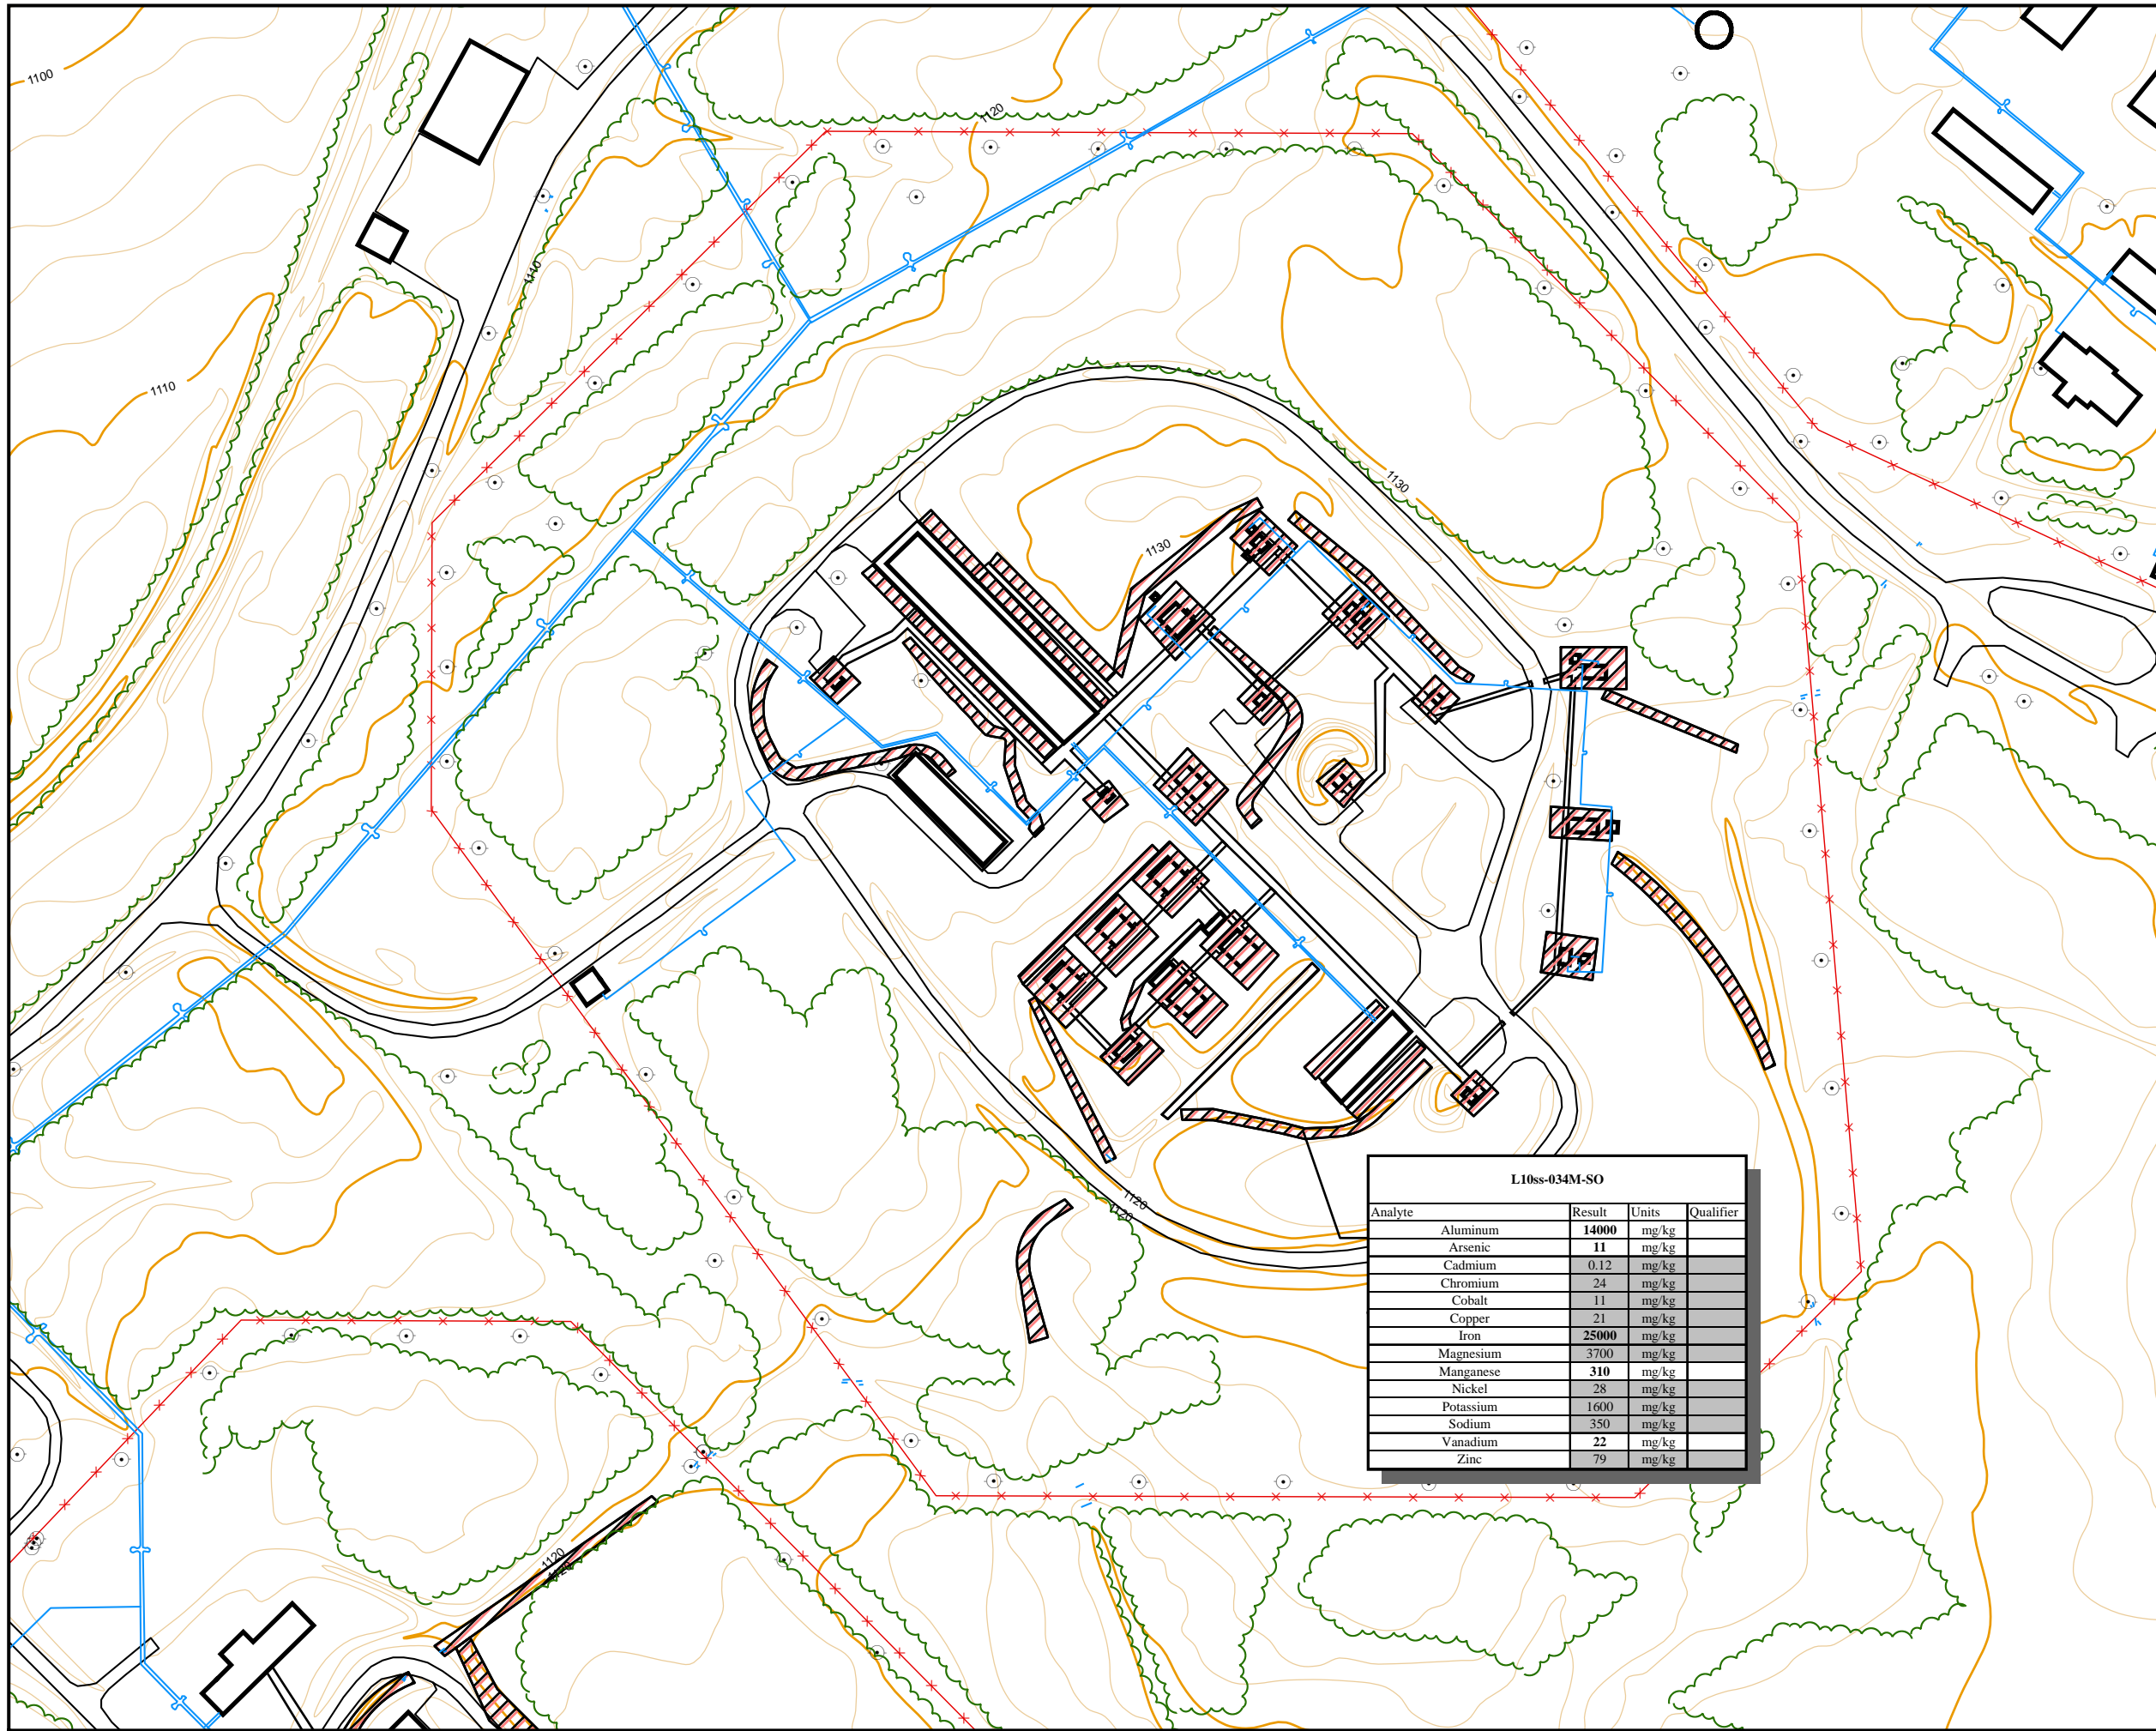 1100
1120
1110
1110
1130
1130
1120
1120
L10ss-034M-SO
Analyte Result Units Qualifier
Aluminum 14000 mg/kg
Arsenic 11 mg/kg
Cadmium 0.12 mg/kg
Chromium 24 mg/kg
Cobalt 11 mg/kg
Copper 21 mg/kg
Iron 25000 mg/kg
Magnesium 3700 mg/kg
Manganese 310 mg/kg
Nickel 28 mg/kg
Potassium 1600 mg/kg
Sodium 350 mg/kg
Vanadium 22 mg/kg
Zinc 79 mg/kg
1120
1120